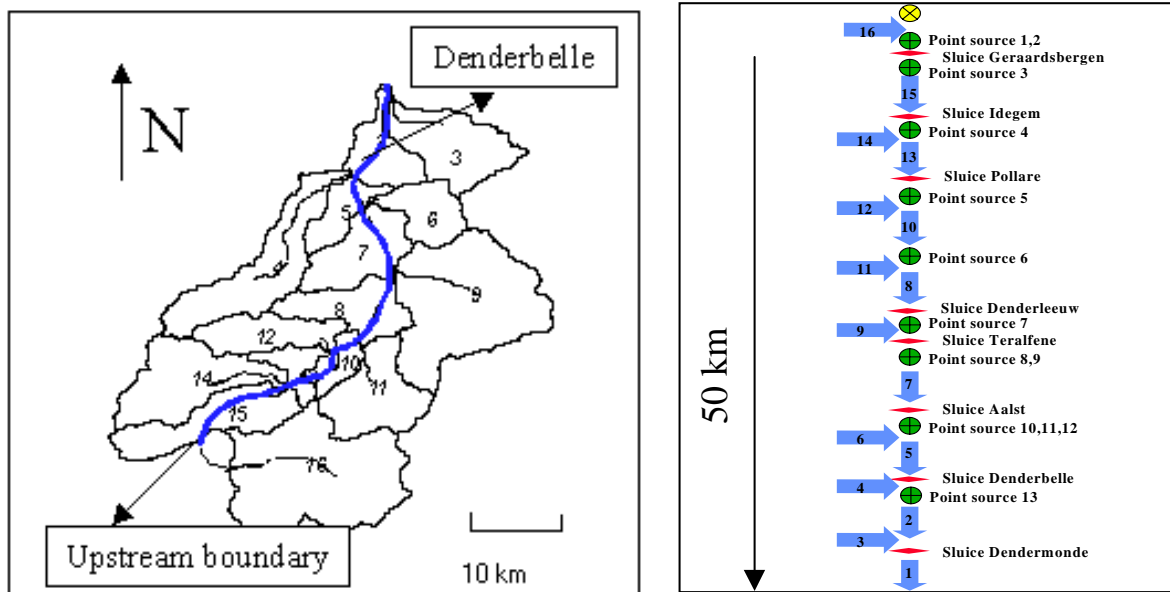 Denderbelle
N
3
5
6
4
7
9
8
12
10
14
11
15
16
Upstream boundary
10 km
50 km
16
Point source 1,2
Sluice Geraardsbergen
Point source 3
15
Sluice Idegem
Point source 4
14
13
Sluice Pollare
Point source 5
12
10
Point source 6
11
8
Sluice Denderleeuw
Point source 7
9
Sluice Teralfene
Point source 8,9
7
Sluice Aalst
Point source 10,11,12
6
5
Sluice Denderbelle
4
Point source 13
2
3
Sluice Dendermonde
1